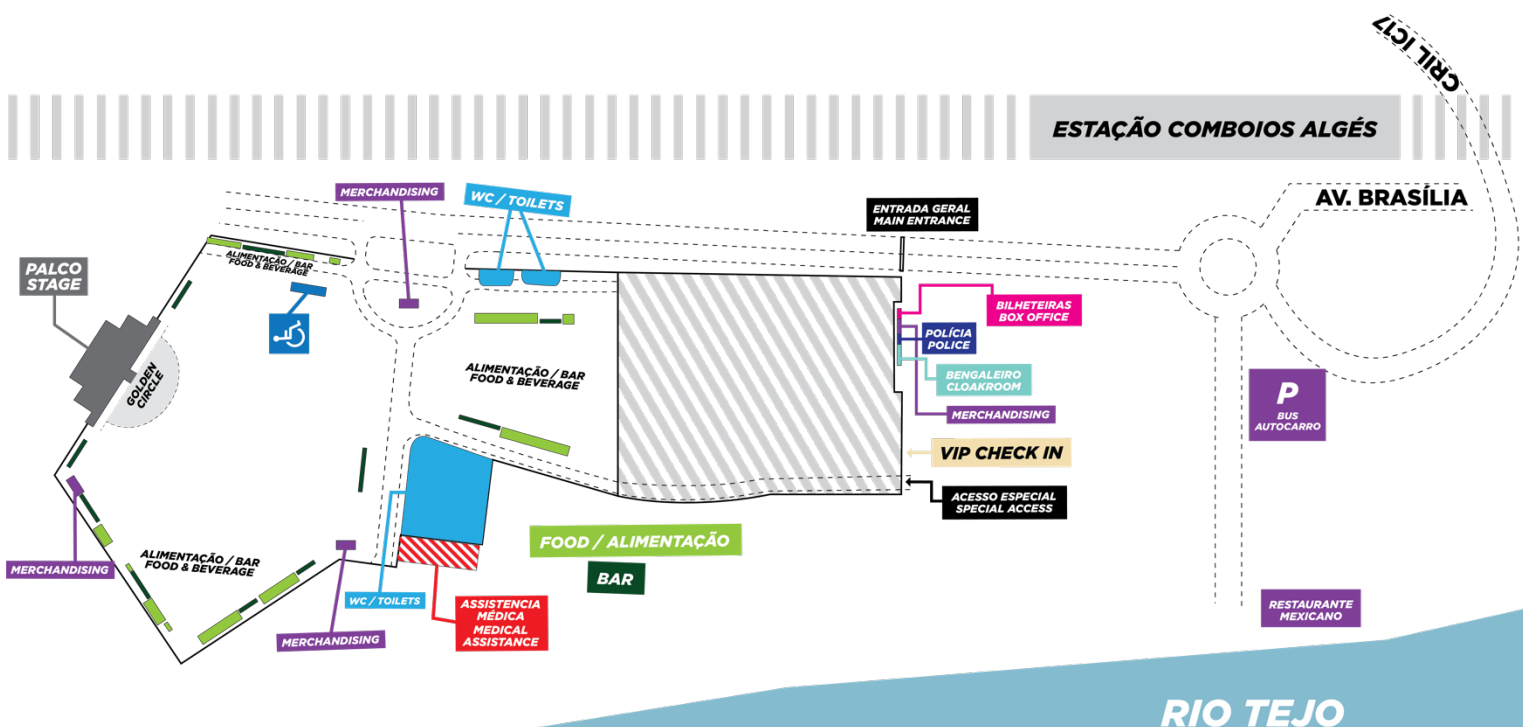 CRIL IC17
ESTAÇÃO COMBOIOS ALGÉS
AV. BRASÍLIA
MERCHANDISING
WC / TOILETS
ENTRADA GERAL
MAIN ENTRANCE
ALIMENTAÇÃO / BAR
FOOD & BEVERAGE
PALCO
STAGE
GOLDEN
CIRCLE
BILHETEIRAS
BOX OFFICE
POLÍCIA
POLICE
ALIMENTAÇÃO / BAR
FOOD & BEVERAGE
BENGALEIRO
CLOAKROOM
MERCHANDISING
P
BUS
AUTOCARRO
VIP CHECK IN
ACESSO ESPECIAL
SPECIAL ACCESS
FOOD / ALIMENTAÇÃO
BAR
ALIMENTAÇÃO / BAR
FOOD & BEVERAGE
MERCHANDISING
WC / TOILETS
MERCHANDISING
ASSISTENCIA
MÉDICA
MEDICAL
ASSISTANCE
RESTAURANTE
MEXICANO
RIO TEJO